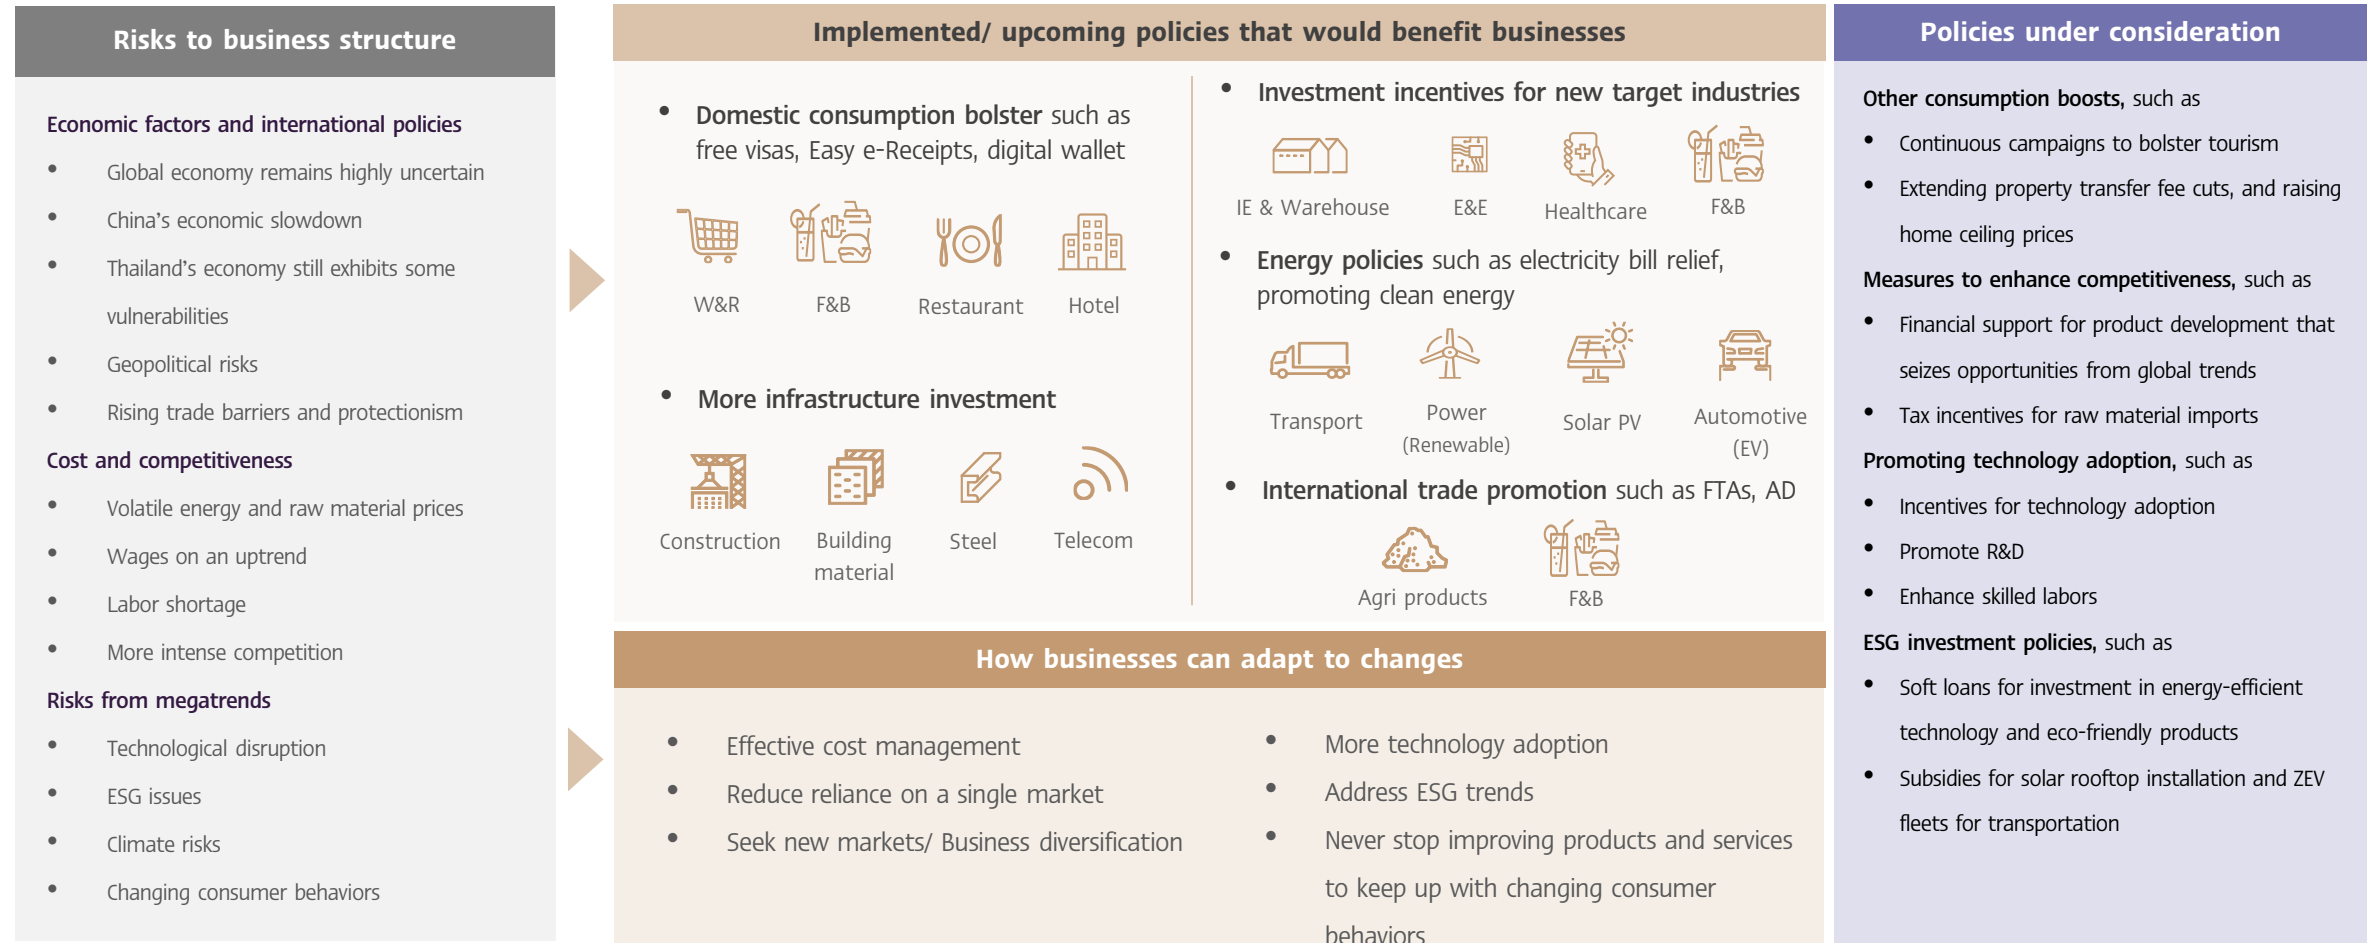 Risks to business structure
Economic factors and international policies
• Global economy remains highly uncertain
• China's economic slowdown
• Thailand's economy still exhibits some
vulnerabilities
• Geopolitical risks
• Rising trade barriers and protectionism
Cost and competitiveness
• Volatile energy and raw material prices
• Wages on an uptrend
• Labor shortage
• More intense competition
Risks from megatrends
• Technological disruption
• ESG issues
• Climate risks
• Changing consumer behaviors
Implemented/ upcoming policies that would benefit businesses
• Domestic consumption bolster such as
free visas, Easy e-Receipts, digital wallet
W&R F&B Restaurant Hotel
• More infrastructure investment
Construction Building Steel Telecom
material
• Investment incentives for new target industries
IE & Warehouse E&E Healthcare F&B
• Energy policies such as electricity bill relief,
promoting clean energy
Transport Power Solar PV Automotive
(Renewable) (EV)
• International trade promotion such as FTAs, AD
Agri products F&B
How businesses can adapt to changes
• Effective cost management
• Reduce reliance on a single market
• Seek new markets/ Business diversification
• More technology adoption
• Address ESG trends
• Never stop improving products and services
to keep up with changing consumer
behaviors
Policies under consideration
Other consumption boosts, such as
• Continuous campaigns to bolster tourism
• Extending property transfer fee cuts, and raising
home ceiling prices
Measures to enhance competitiveness, such as
• Financial support for product development that
seizes opportunities from global trends
• Tax incentives for raw material imports
Promoting technology adoption, such as
• Incentives for technology adoption
• Promote R&D
• Enhance skilled labors
ESG investment policies, such as
• Soft loans for investment in energy-efficient
technology and eco-friendly products
• Subsidies for solar rooftop installation and ZEV
fleets for transportation